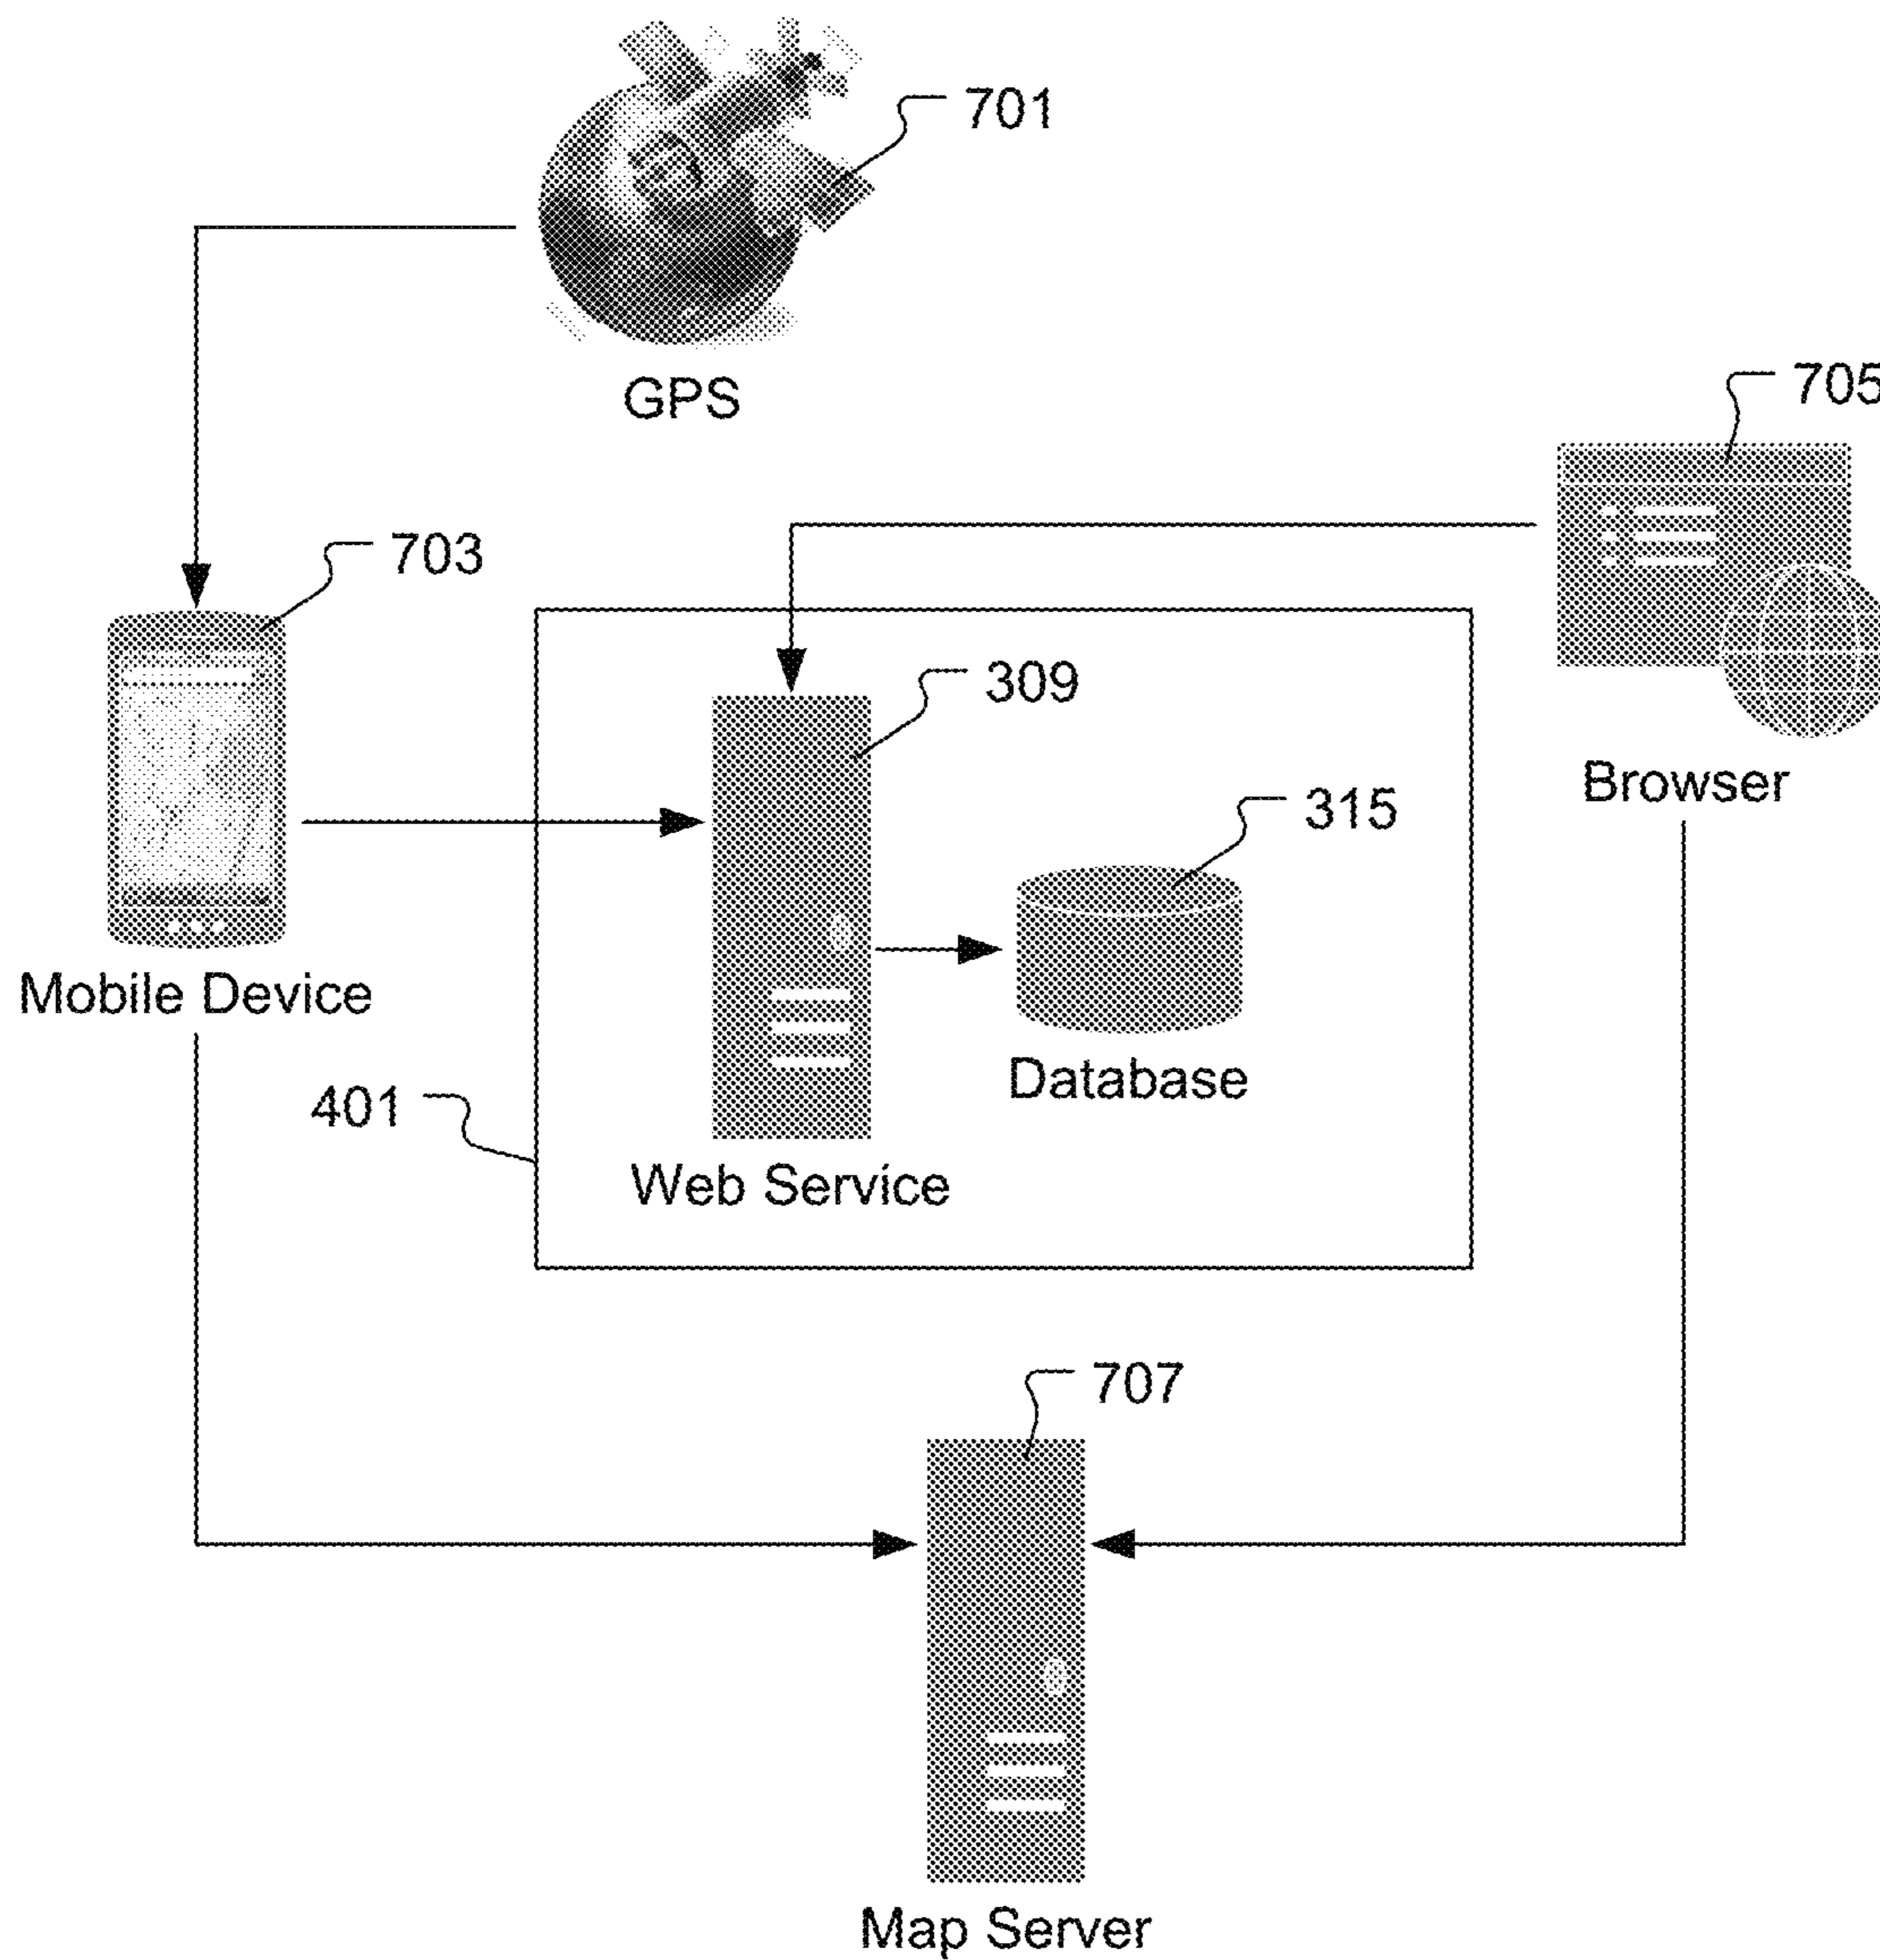 701
GPS
705
703
309
Browser
315
Mobile Device
Database
401
Web Service
707
Map Server